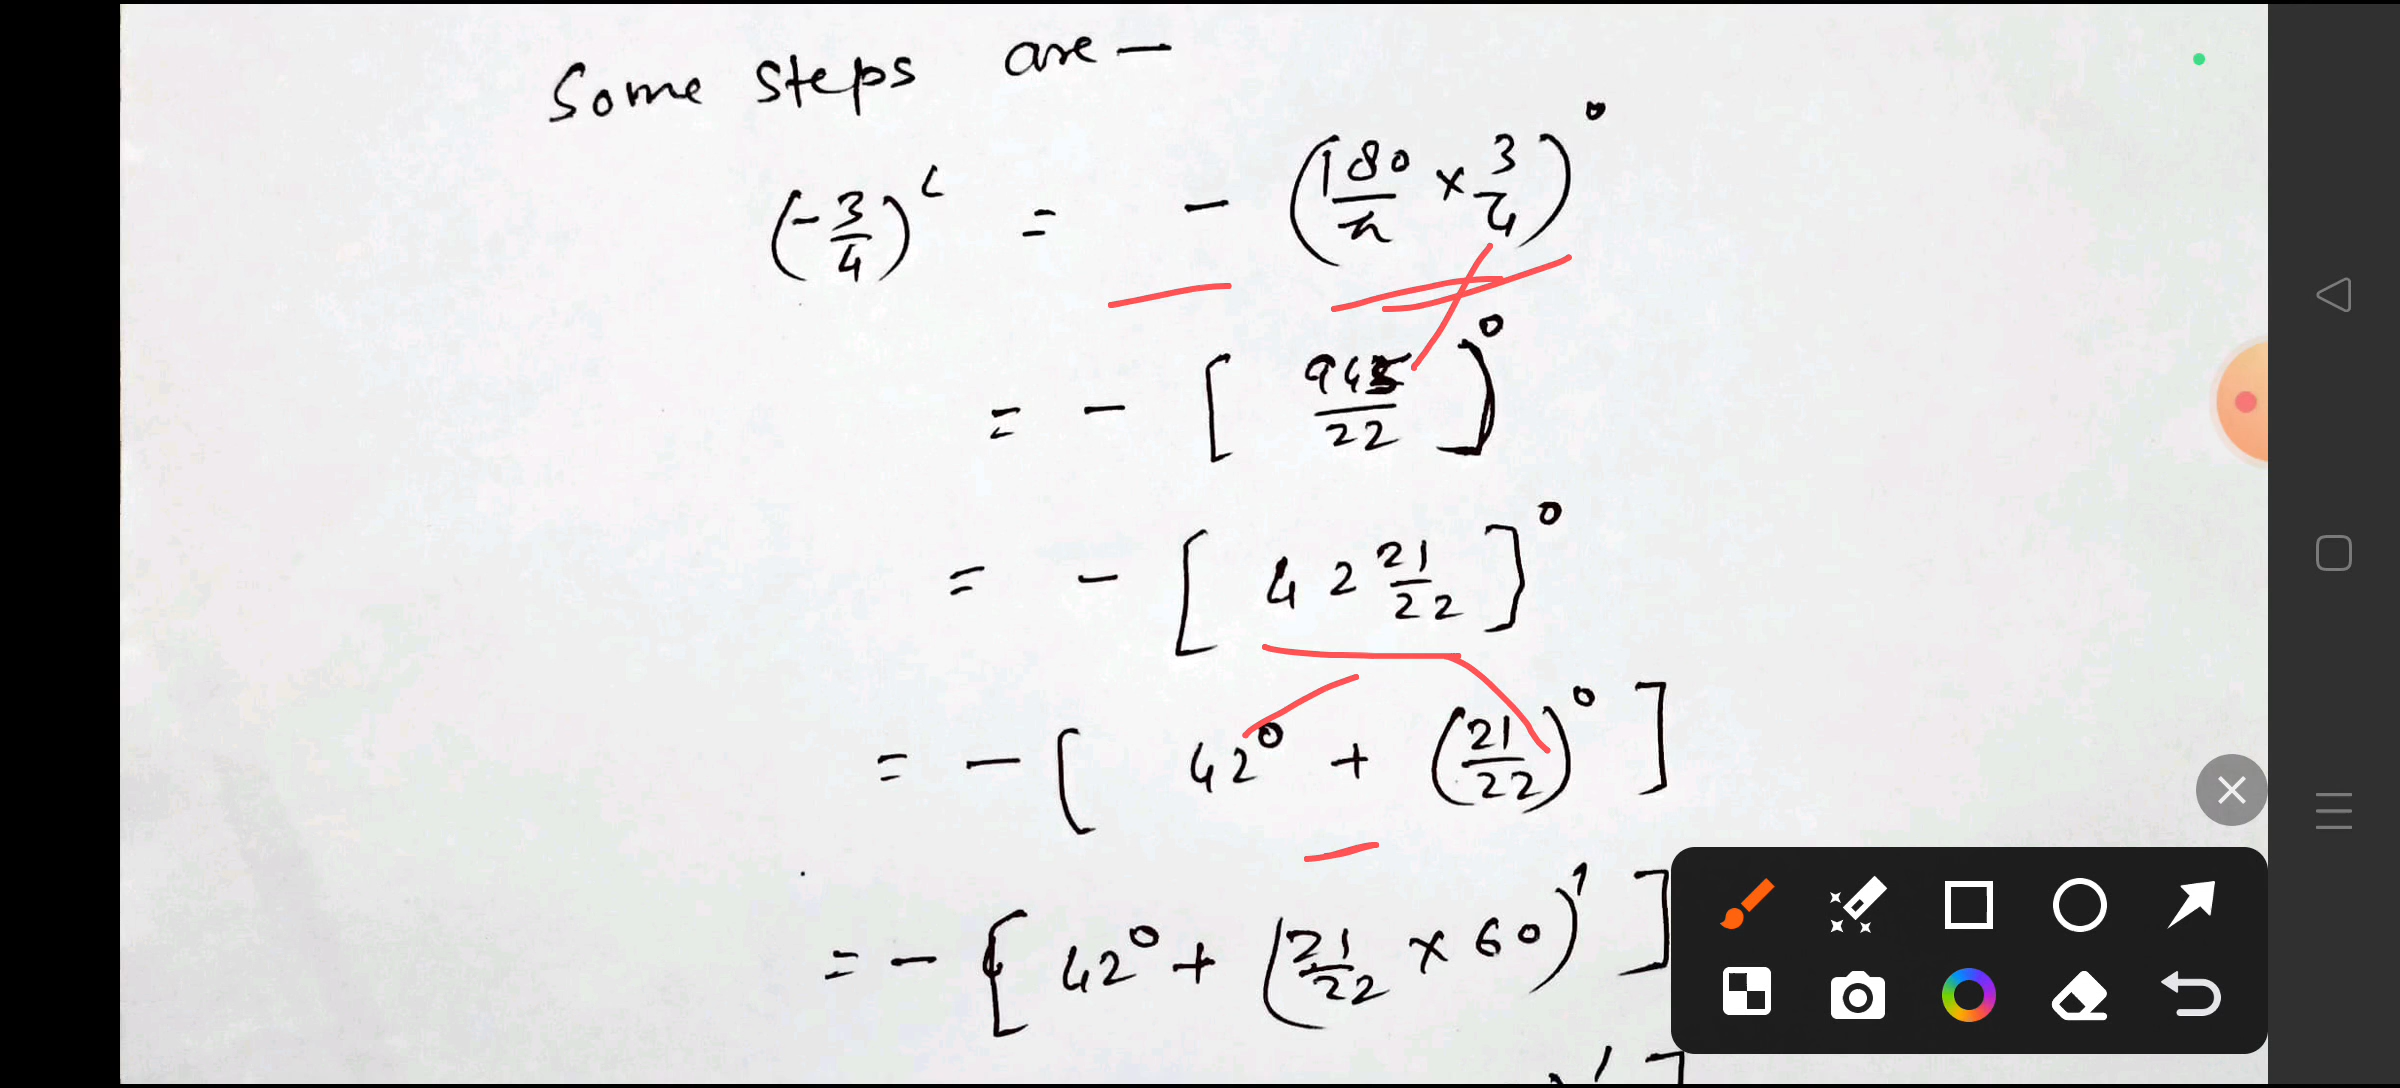 Some steps are —
(-3/4)ᶜ = - (180/π × 3/4)°
= - [945/22]°
= - [42 21/22]°
= - [42° + (21/22)°]
= - [42° + (21/22 × 60)']